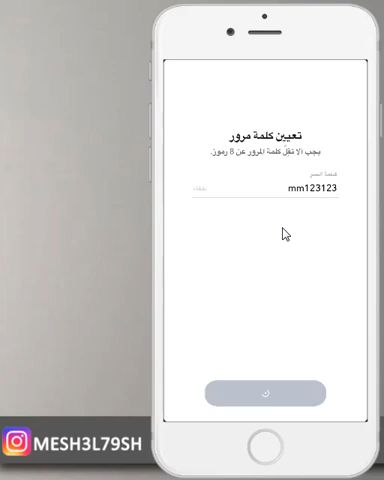 تعيين كلمة مرور
يجب الا تقل كلمة المرور عن 8 رموز.
كلمة السر
mm123123
MESH3L79SH